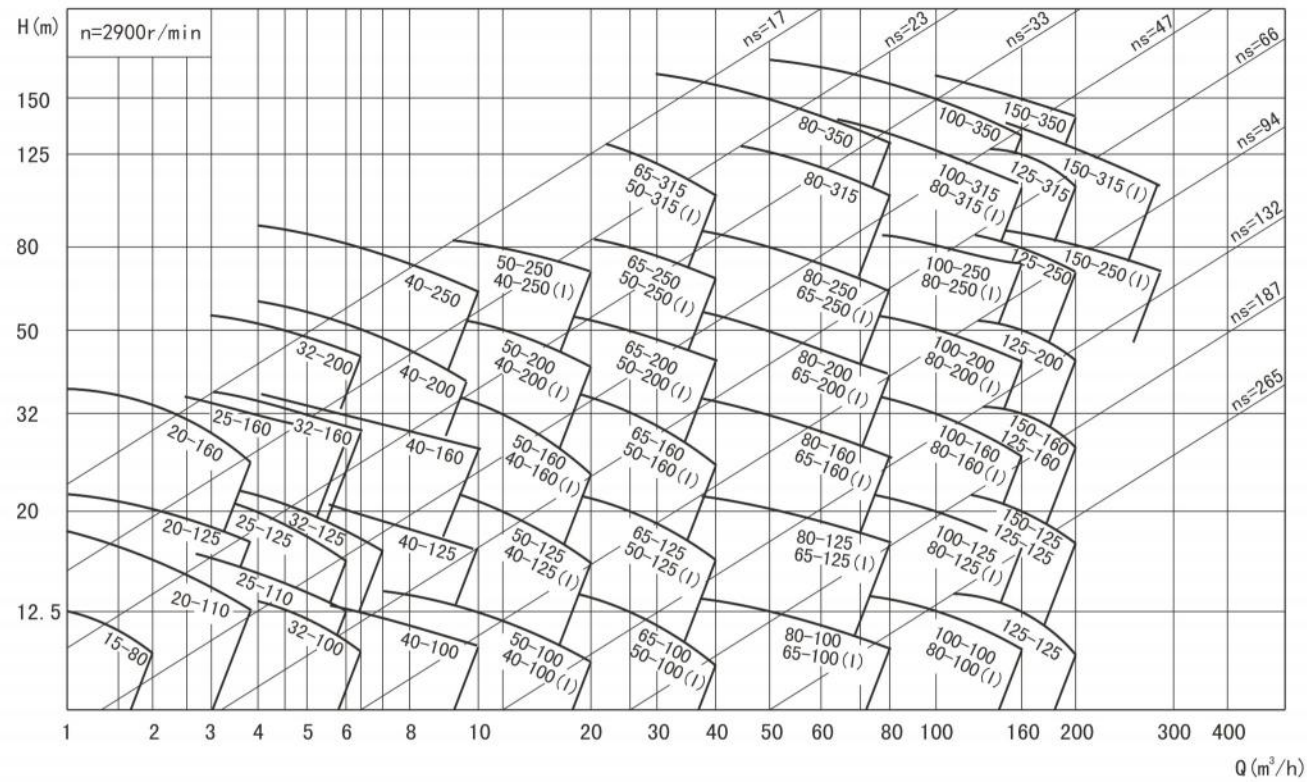 H(m)
n=2900r/min
ns=17
ns=23
ns=33
ns=47
ns=66
ns=94
ns=132
ns=187
ns=265
150
125
80
50
32
20
12.5
80-350
100-350
150-350
65-315
50-315(I)
80-315
100-315
80-315(I)
125-315
150-315(I)
40-250
50-250
40-250(I)
65-250
50-250(I)
80-250
65-250(I)
100-250
80-250(I)
125-250
150-250(I)
32-200
40-200
50-200
40-200(I)
65-200
50-200(I)
80-200
65-200(I)
100-200
80-200(I)
125-200
20-160
25-160
32-160
40-160
50-160
40-160(I)
65-160
50-160(I)
80-160
65-160(I)
100-160
80-160(I)
150-160
125-160
20-125
25-125
32-125
40-125
50-125
40-125(I)
65-125
50-125(I)
80-125
65-125(I)
100-125
80-125(I)
150-125
125-125
15-80
20-110
25-110
32-100
40-100
50-100
40-100(I)
65-100
50-100(I)
80-100
65-100(I)
100-100
80-100(I)
125-125
1 2 3 4 5 6 8 10 20 30 40 50 60 80 100 160 200 300 400
Q(m³/h)